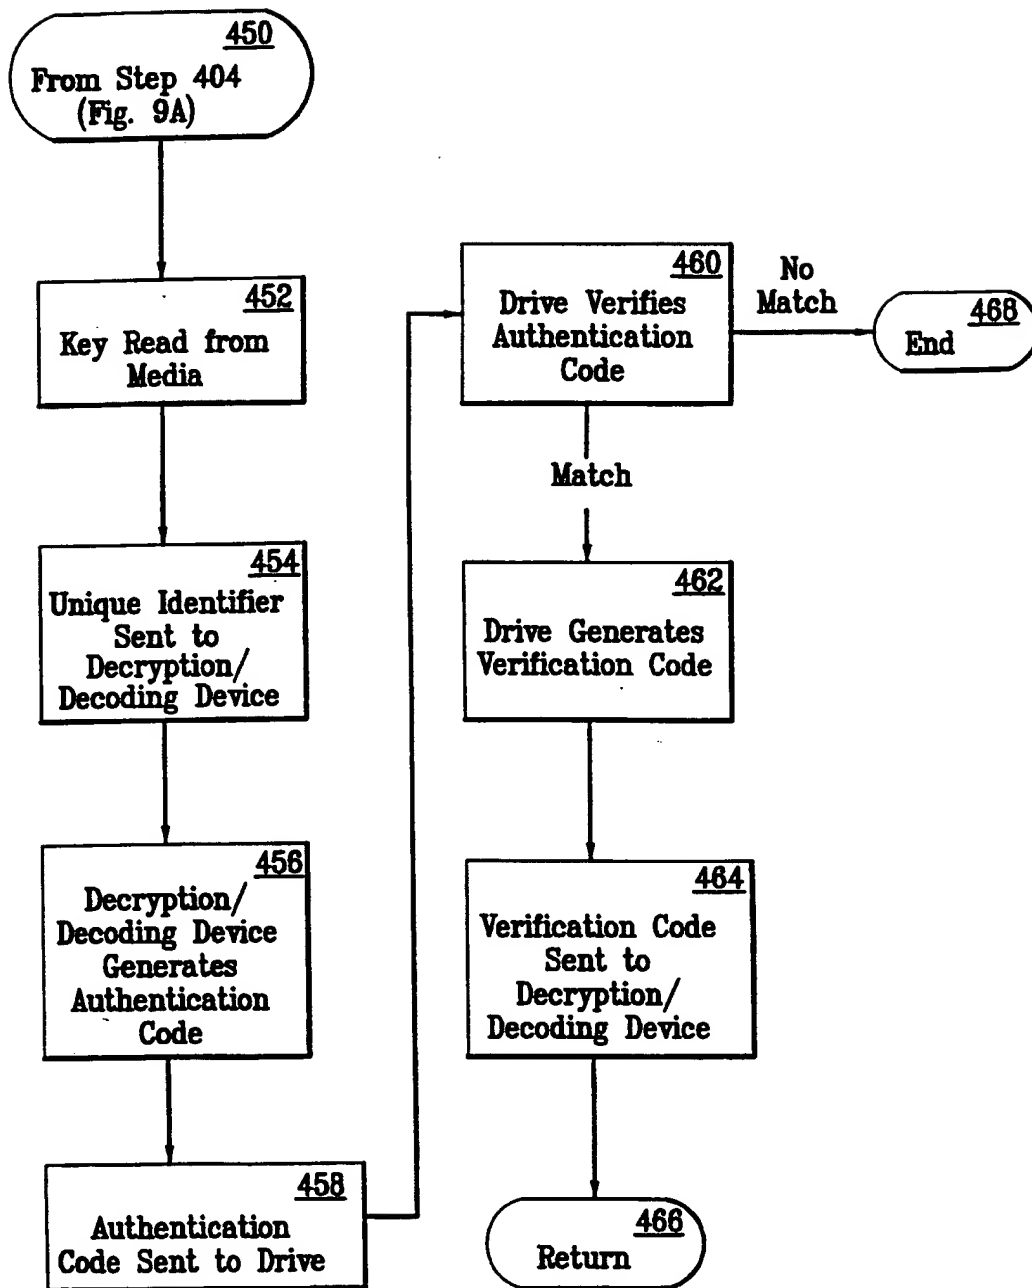 450
From Step 404
(Fig. 9A)
452
Key Read from
Media
454
Unique Identifier
Sent to
Decryption/
Decoding Device
456
Decryption/
Decoding Device
Generates
Authentication
Code
458
Authentication
Code Sent to Drive
460
Drive Verifies
Authentication
Code
No
Match
468
End
Match
462
Drive Generates
Verification Code
464
Verification Code
Sent to
Decryption/
Decoding Device
466
Return